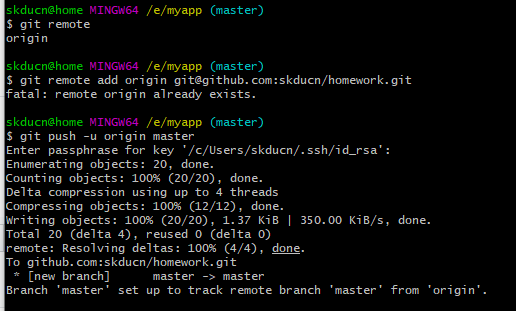 skducn@home MINGW64 /e/myapp (master)
$ git remote
origin
skducn@home MINGW64 /e/myapp (master)
$ git remote add origin git@github.com:skducn/homework.git
fatal: remote origin already exists.
skducn@home MINGW64 /e/myapp (master)
$ git push -u origin master
Enter passphrase for key '/c/Users/skducn/.ssh/id_rsa':
Enumerating objects: 20, done.
Counting objects: 100% (20/20), done.
Delta compression using up to 4 threads
Compressing objects: 100% (12/12), done.
Writing objects: 100% (20/20), 1.37 KiB | 350.00 KiB/s, done.
Total 20 (delta 4), reused 0 (delta 0)
remote: Resolving deltas: 100% (4/4), done.
To github.com:skducn/homework.git
 * [new branch]      master -> master
Branch 'master' set up to track remote branch 'master' from 'origin'.